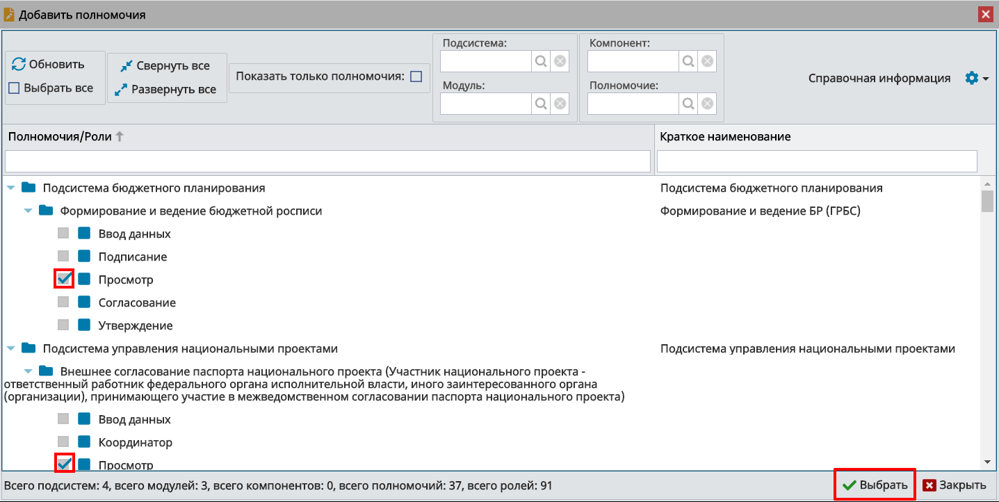 Добавить полномочия
Обновить
Выбрать все
Свернуть все
Развернуть все
Показать только полномочия:
Подсистема:
Модуль:
Компонент:
Полномочие:
Справочная информация
Полномочия/Роли
Краткое наименование
Подсистема бюджетного планирования
Подсистема бюджетного планирования
Формирование и ведение бюджетной росписи
Формирование и ведение БР (ГРБС)
Ввод данных
Подписание
Просмотр
Согласование
Утверждение
Подсистема управления национальными проектами
Подсистема управления национальными проектами
Внешнее согласование паспорта национального проекта (Участник национального проекта -
ответственный работник федерального органа исполнительной власти, иного заинтересованного органа
(организации), принимающего участие в межведомственном согласовании паспорта национального проекта)
Ввод данных
Координатор
Просмотр
Всего подсистем: 4, всего модулей: 3, всего компонентов: 0, всего полномочий: 37, всего ролей: 91
Выбрать
Закрыть